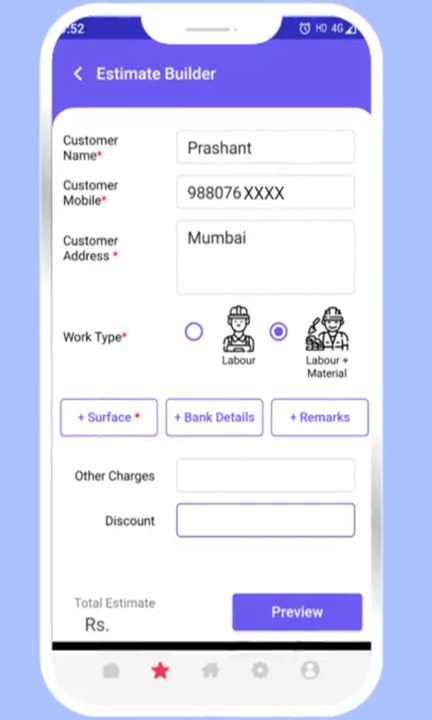 :52 HD 4G
Estimate Builder
Customer
Name* Prashant
Customer
Mobile* 988076XXXX
Customer
Address * Mumbai
Work Type*
Labour
Labour +
Material
+ Surface * + Bank Details + Remarks
Other Charges
Discount
Total Estimate
Rs.
Preview